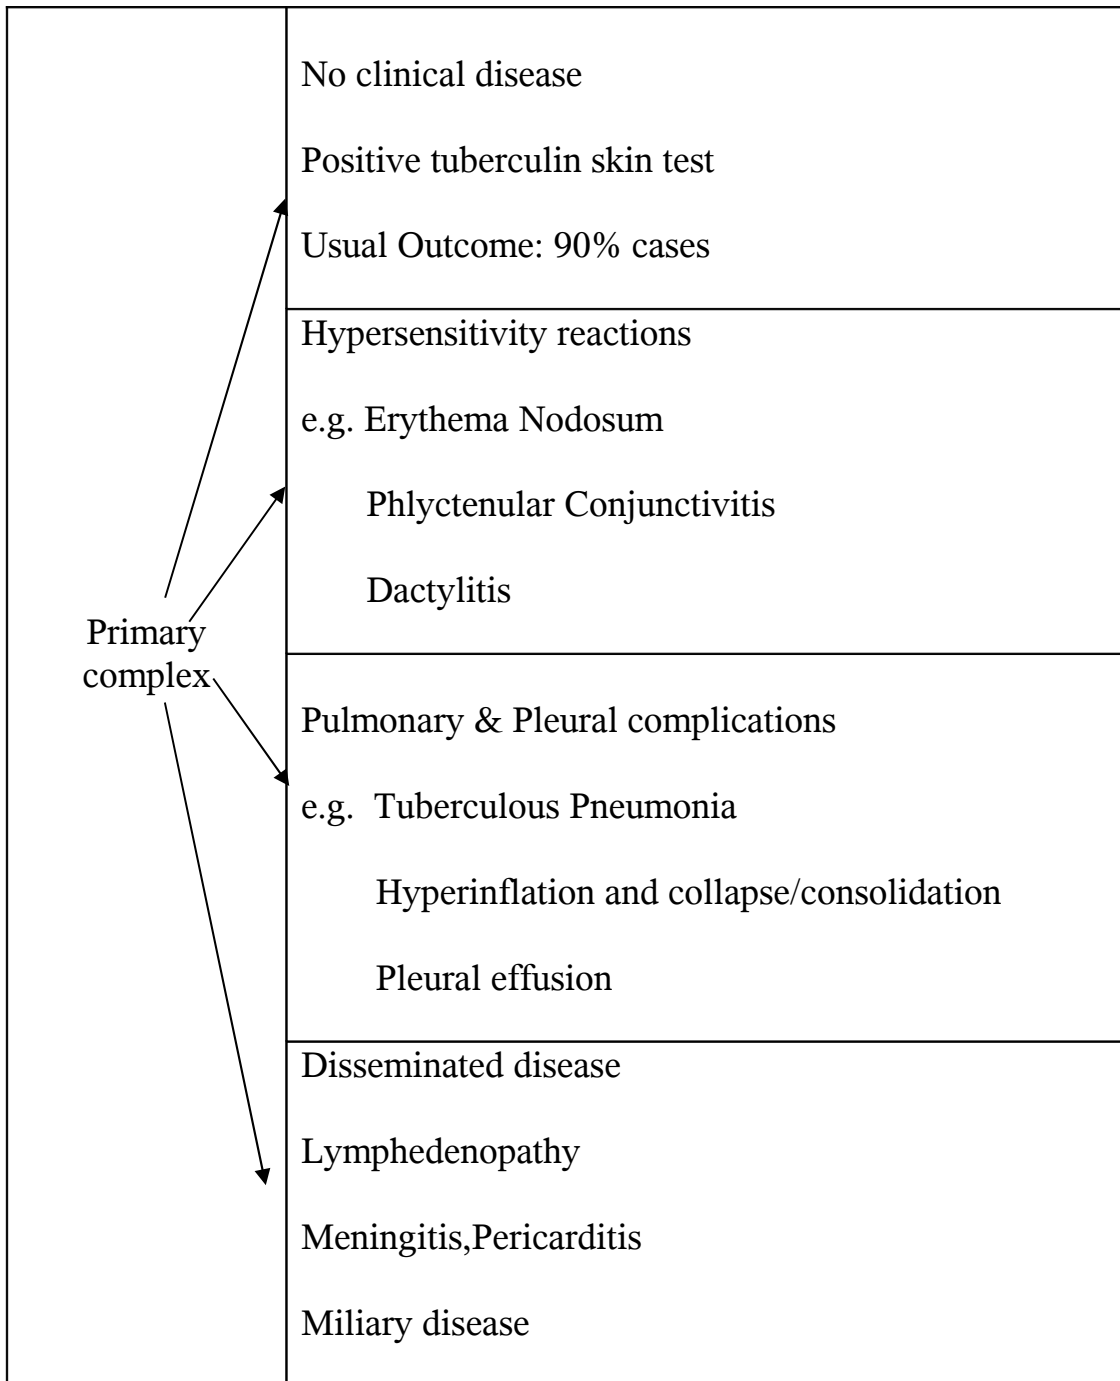 No clinical disease
Positive tuberculin skin test
Usual Outcome: 90% cases
Hypersensitivity reactions
e.g. Erythema Nodosum
Phlyctenular Conjunctivitis
Dactylitis
Primary
complex
Pulmonary & Pleural complications
e.g. Tuberculous Pneumonia
Hyperinflation and collapse/consolidation
Pleural effusion
Disseminated disease
Lymphedenopathy
Meningitis,Pericarditis
Miliary disease